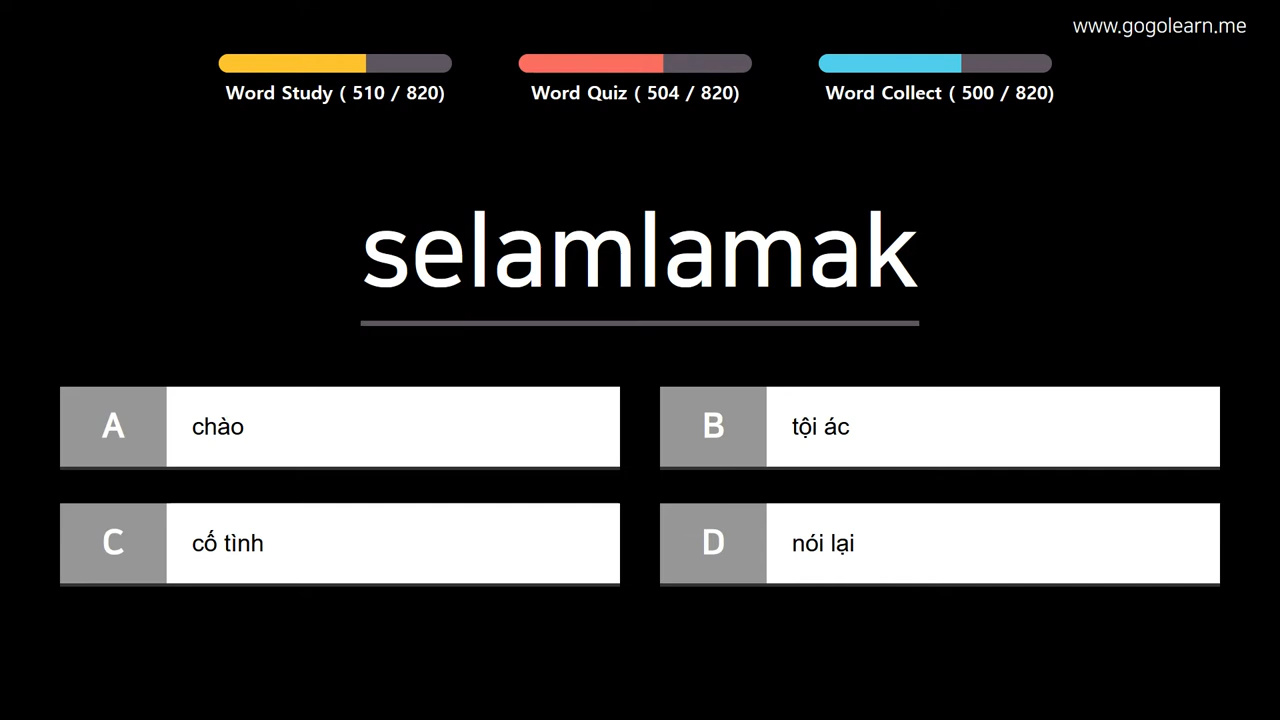 www.gogolearn.me
Word Study ( 510 / 820)
Word Quiz ( 504 / 820)
Word Collect ( 500 / 820)
selamlamak
A chào
B tội ác
C cố tình
D nói lại